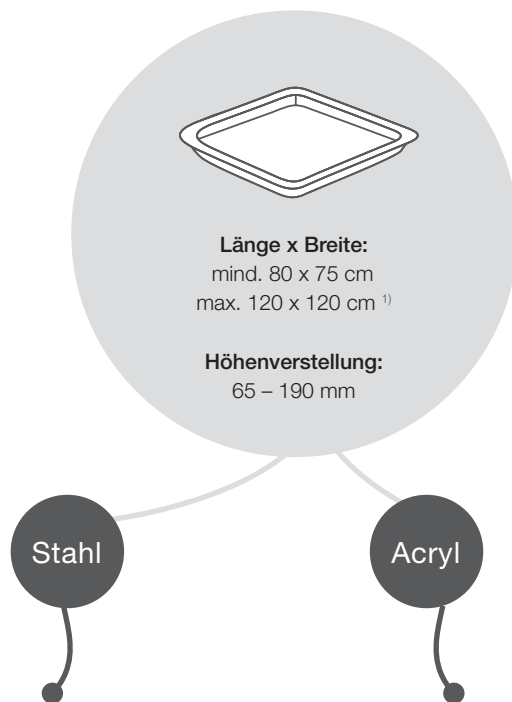 Länge x Breite:
mind. 80 x 75 cm
max. 120 x 120 cm ¹⁾
Höhenverstellung:
65 – 190 mm
Stahl
Acryl